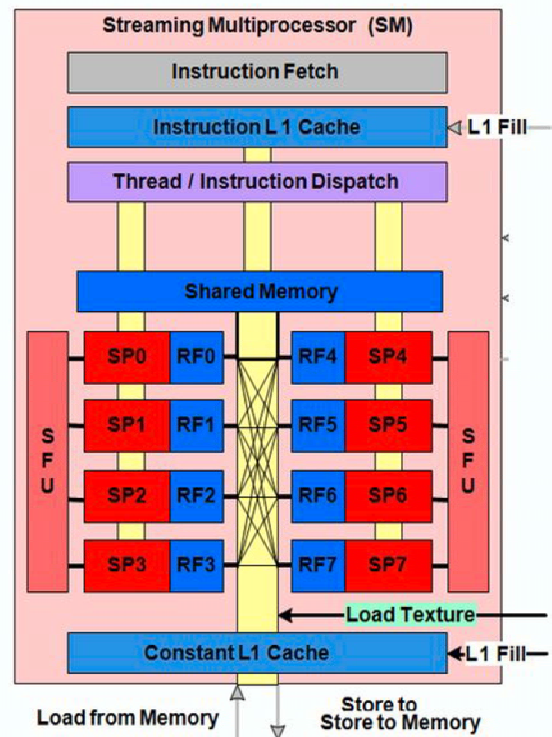 Streaming Multiprocessor (SM)
Instruction Fetch
Instruction L 1 Cache
L1 Fill
Thread / Instruction Dispatch
Shared Memory
SP0 RF0 RF4 SP4
SP1 RF1 RF5 SP5
SFU
SFU
SP2 RF2 RF6 SP6
SP3 RF3 RF7 SP7
Load Texture
Constant L1 Cache
L1 Fill
Load from Memory
Store to
Store to Memory